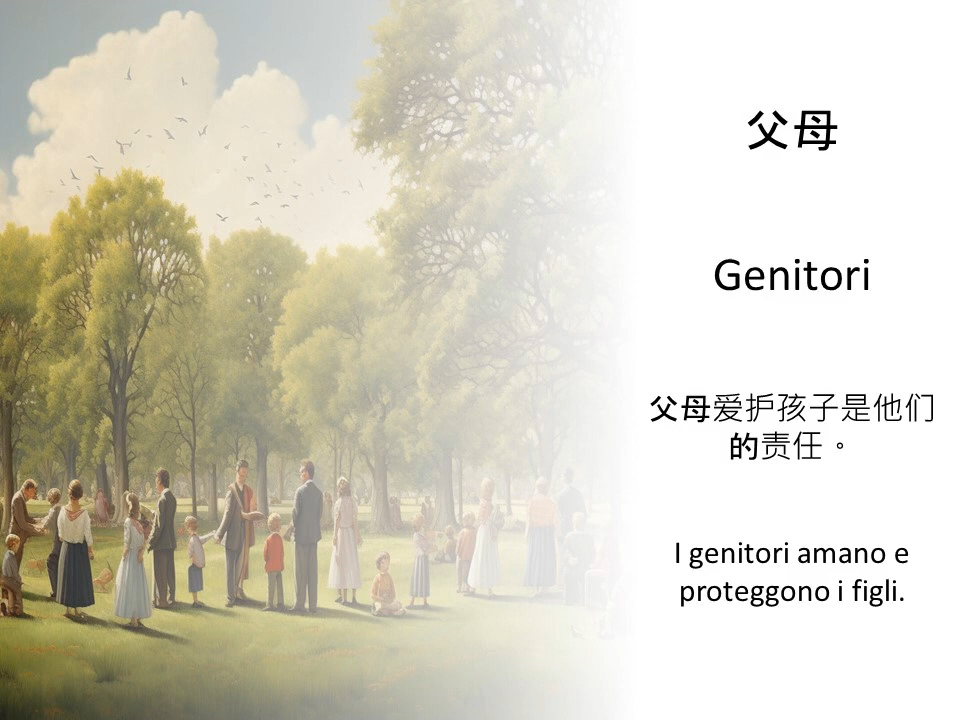 父母
Genitori
父母爱护孩子是他们
的责任。
I genitori amano e
proteggono i figli.